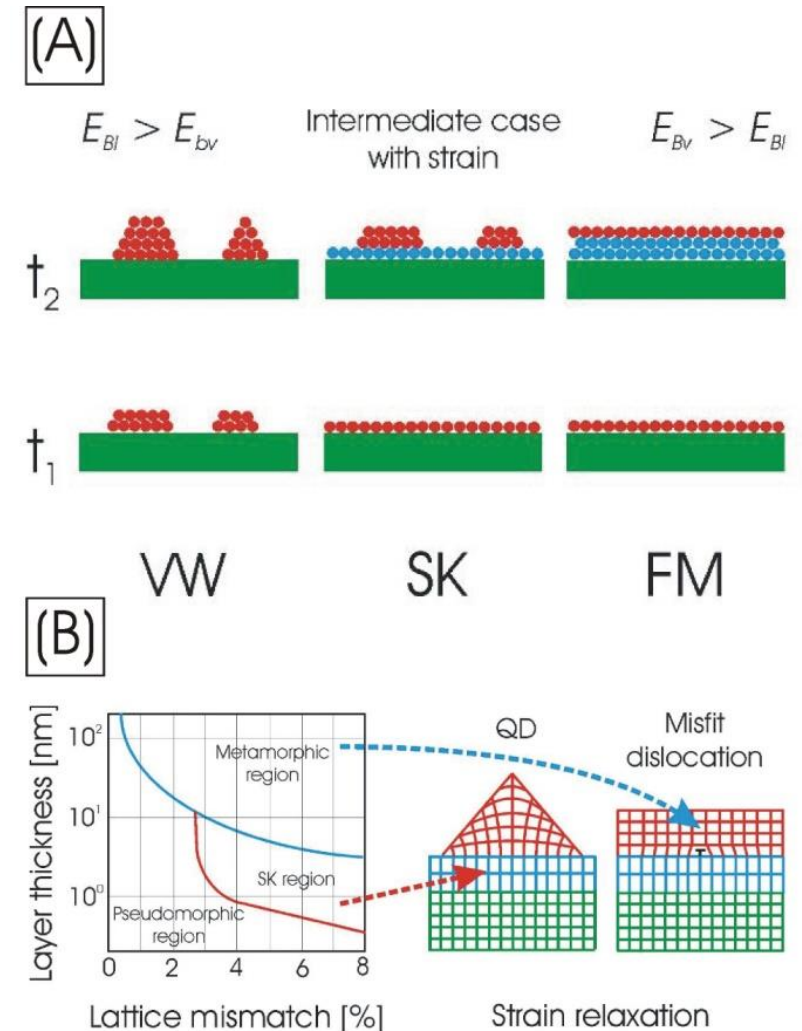 (A)
E_Bl > E_bv
Intermediate case
with strain
E_Bv > E_Bl
t₂
t₁
VW SK FM
(B)
Layer thickness [nm]
10²
10¹
10⁰
Metamorphic
region
SK region
Pseudomorphic
region
0 2 4 6 8
Lattice mismatch [%]
QD
Misfit
dislocation
T
Strain relaxation